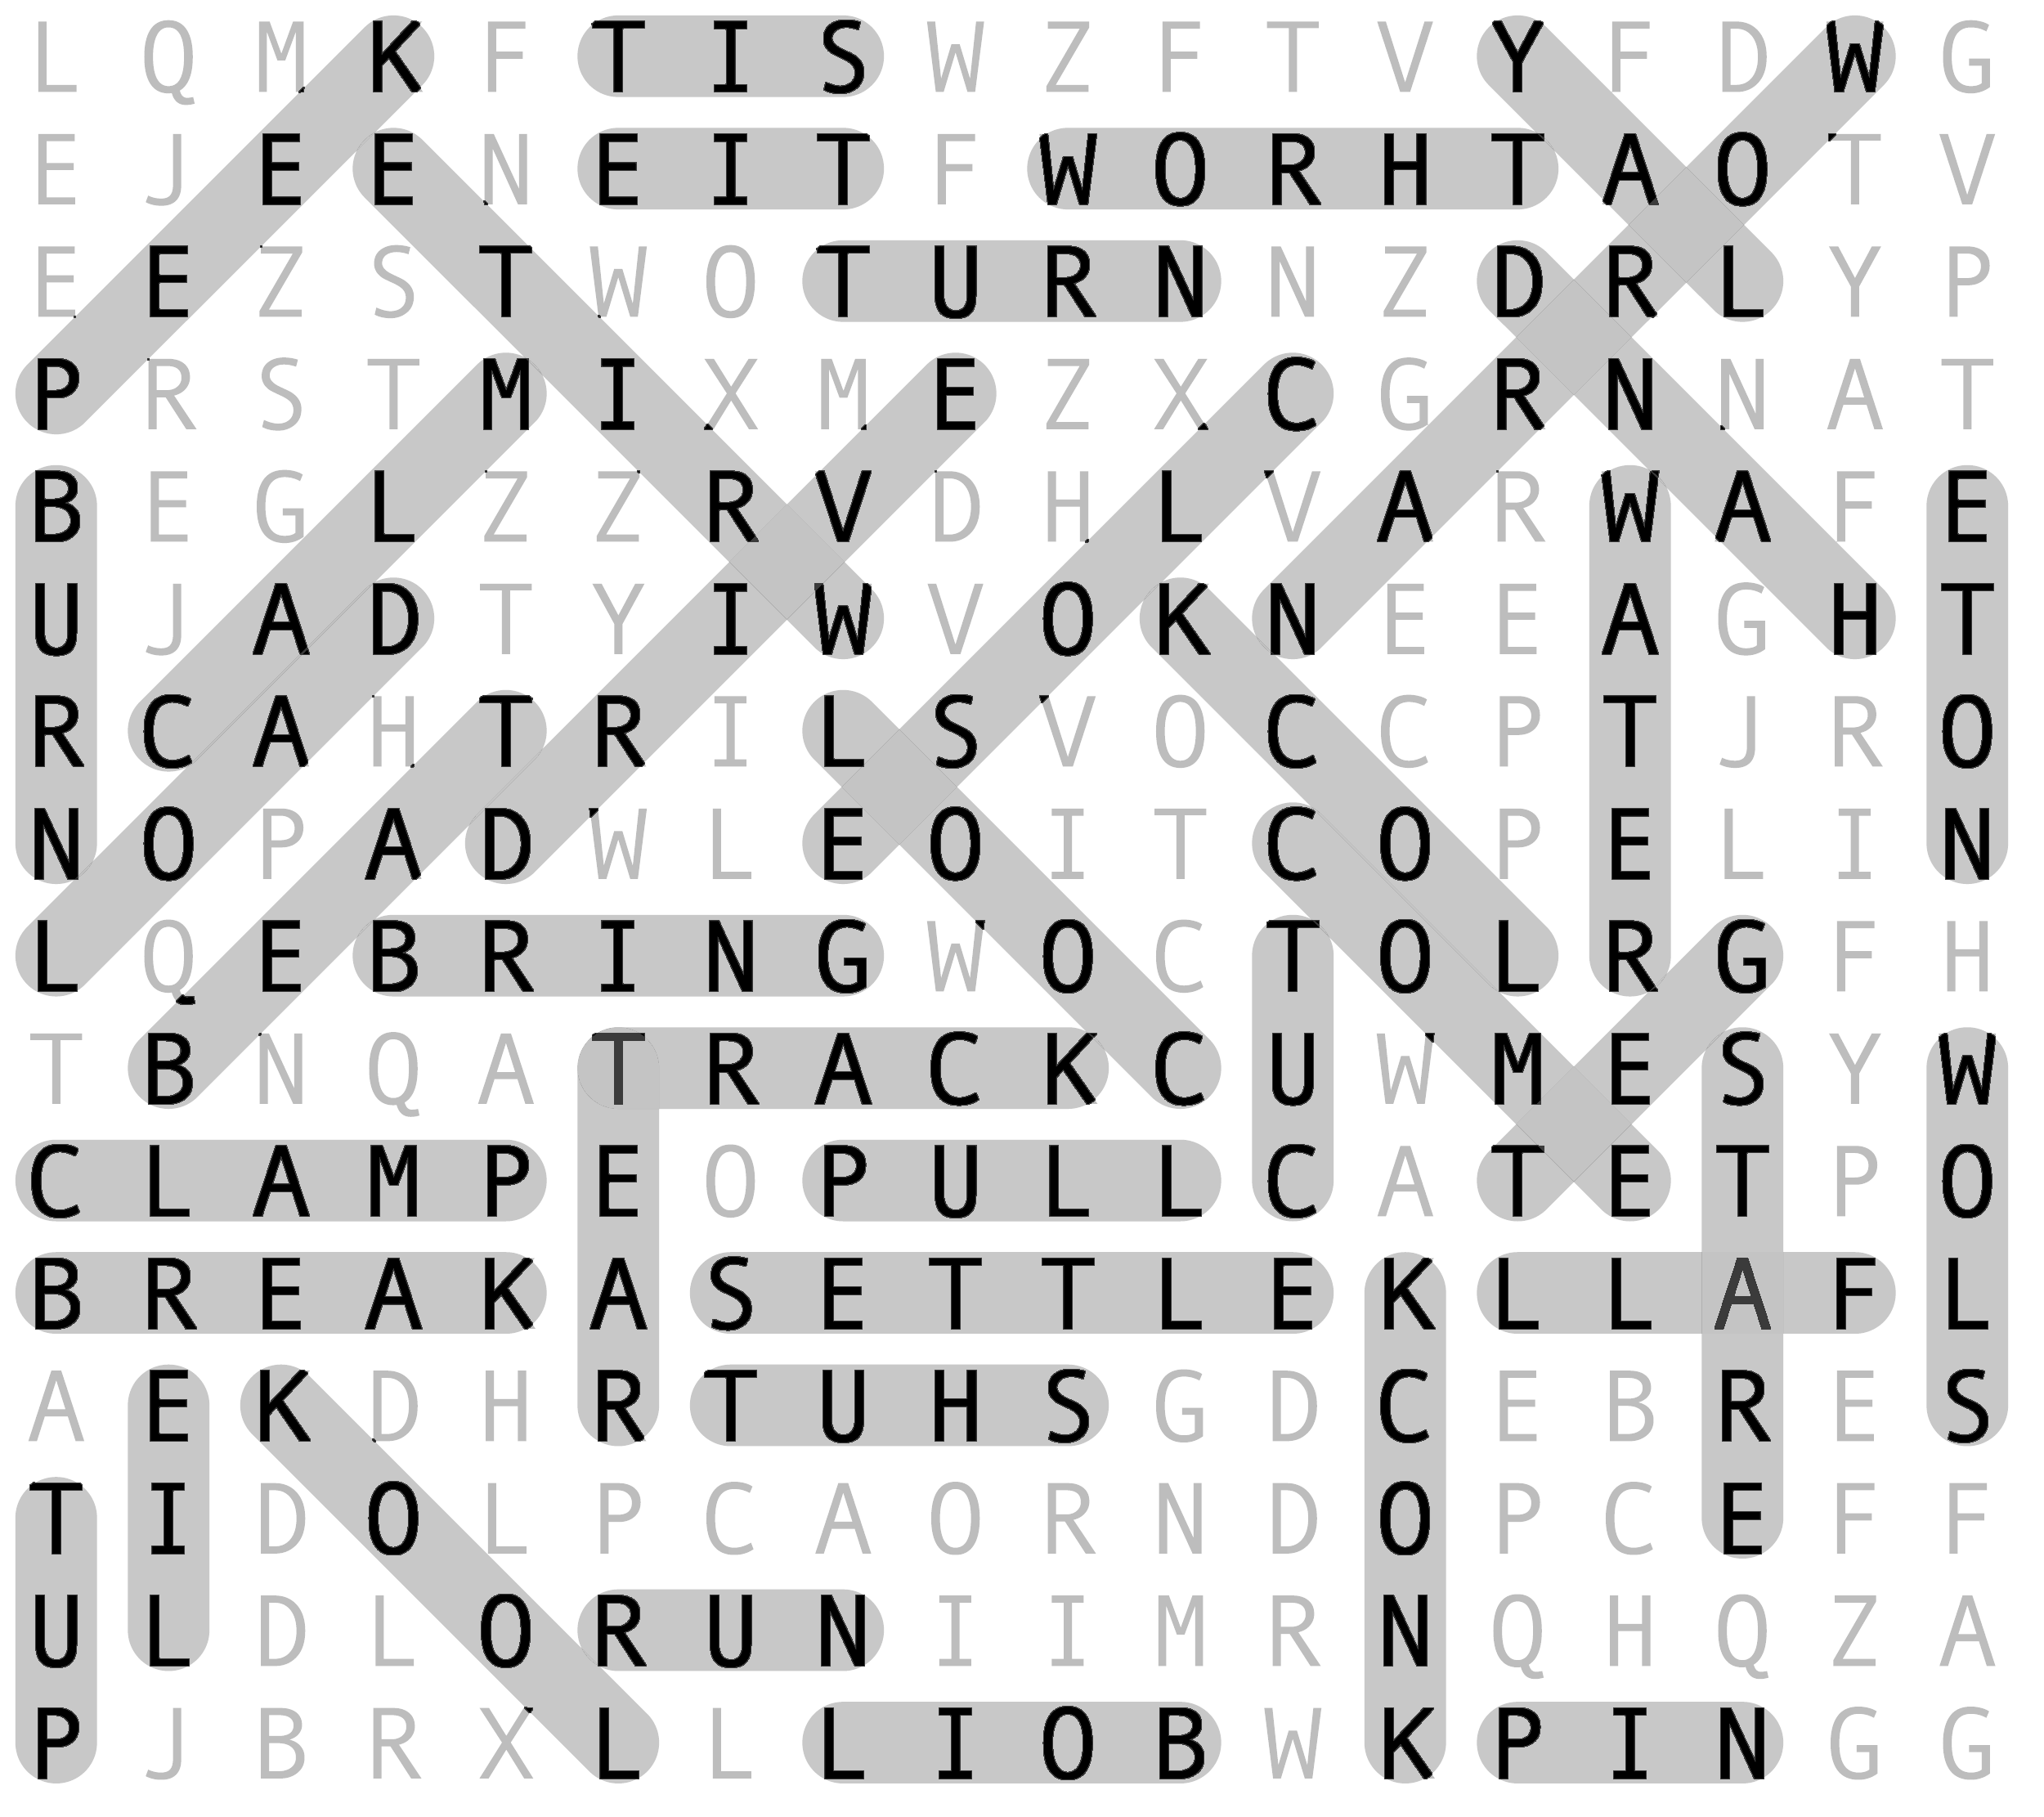 L Q M K F T I S W Z F T V Y F D W G
E J E E N E I T F W O R H T A O T V
E E Z S T W O T U R N N Z D R L Y P
P R S T M I X M E Z X C G R N N A T
B E G L Z Z R V D H L V A R W A F E
U J A D T Y I W V O K N E E A G H T
R C A H T R I L S V O C C P T J R O
N O P A D W L E O I T C O P E L I N
L Q E B R I N G W O C T O L R G F H
T B N Q A T R A C K C U W M E S Y W
C L A M P E O P U L L C A T E T P O
B R E A K A S E T T L E K L L A F L
A E K D H R T U H S G D C E B R E S
T I D O L P C A O R N D O P C E F F
U L D L O R U N I I M R N Q H Q Z A
P J B R X L L L I O B W K P I N G G